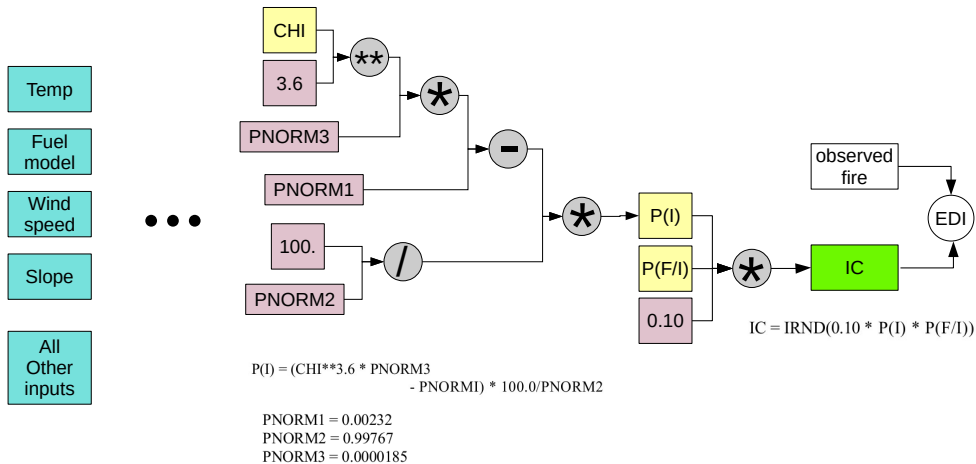 Temp
Fuel
model
Wind
speed
Slope
All
Other
inputs
CHI
**
3.6
*
PNORM3
-
PNORM1
100.
/
PNORM2
*
P(I)
P(F/I)
0.10
*
observed
fire
EDI
IC
IC = IRND(0.10 * P(I) * P(F/I))
P(I) = (CHI**3.6 * PNORM3
- PNORMI) * 100.0/PNORM2
PNORM1 = 0.00232
PNORM2 = 0.99767
PNORM3 = 0.0000185